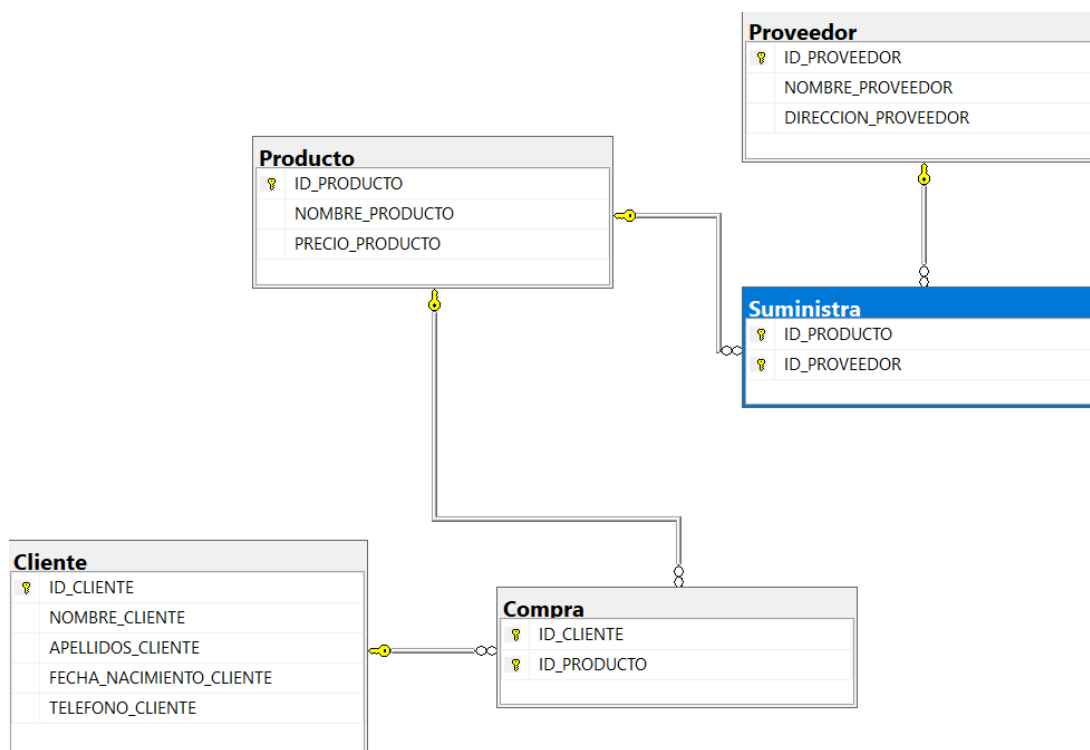 Proveedor
ID_PROVEEDOR
NOMBRE_PROVEEDOR
DIRECCION_PROVEEDOR
Producto
ID_PRODUCTO
NOMBRE_PRODUCTO
PRECIO_PRODUCTO
Suministra
ID_PRODUCTO
ID_PROVEEDOR
Cliente
ID_CLIENTE
NOMBRE_CLIENTE
APELLIDOS_CLIENTE
FECHA_NACIMIENTO_CLIENTE
TELEFONO_CLIENTE
Compra
ID_CLIENTE
ID_PRODUCTO